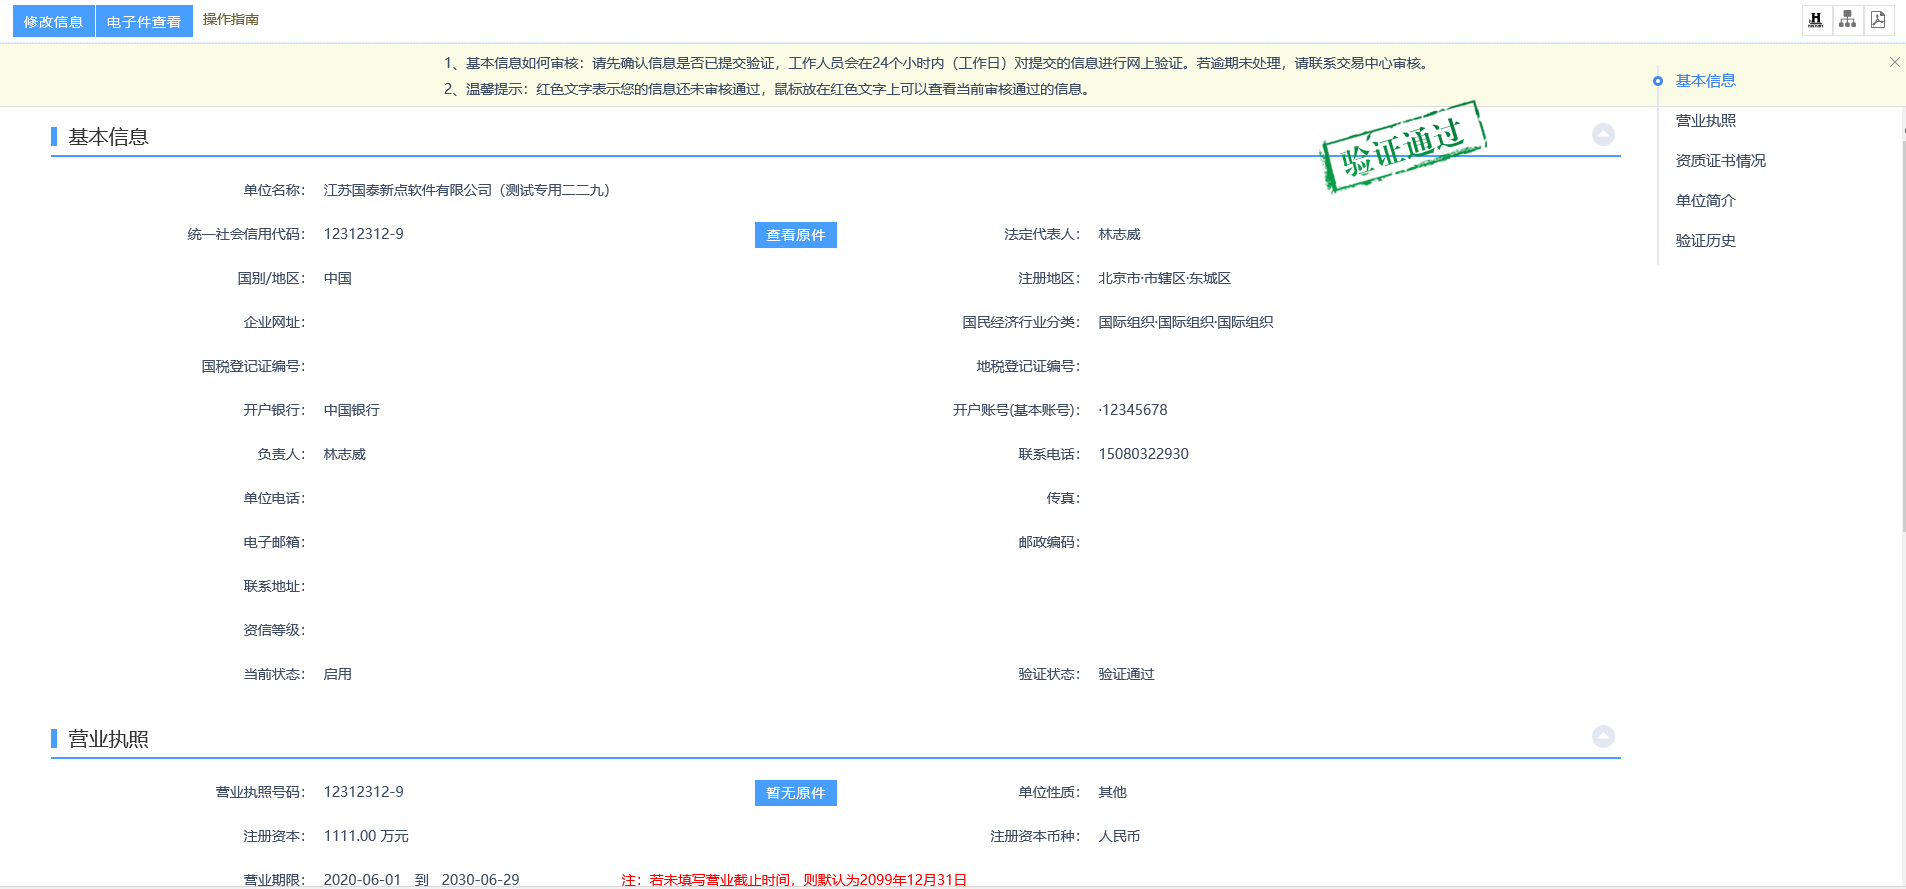 修改信息 电子件查看 操作指南
1、基本信息如何审核：请先确认信息是否已提交验证，工作人员会在24个小时内（工作日）对提交的信息进行网上验证。若逾期未处理，请联系交易中心审核。
2、温馨提示：红色文字表示您的信息还未审核通过，鼠标放在红色文字上可以查看当前审核通过的信息。
基本信息
营业执照
资质证书情况
单位简介
验证历史
基本信息
验证通过
单位名称： 江苏国泰新点软件有限公司（测试专用二二九）
统一社会信用代码： 12312312-9 查看原件 法定代表人： 林志威
国别/地区： 中国 注册地区： 北京市·市辖区·东城区
企业网址： 国民经济行业分类： 国际组织·国际组织·国际组织
国税登记证编号： 地税登记证编号：
开户银行： 中国银行 开户账号(基本账号)： ·12345678
负责人： 林志威 联系电话： 15080322930
单位电话： 传真：
电子邮箱： 邮政编码：
联系地址：
资信等级：
当前状态： 启用 验证状态： 验证通过
营业执照
营业执照号码： 12312312-9 暂无原件 单位性质： 其他
注册资本： 1111.00 万元 注册资本币种： 人民币
营业期限： 2020-06-01 到 2030-06-29 注：若未填写营业截止时间，则默认为2099年12月31日